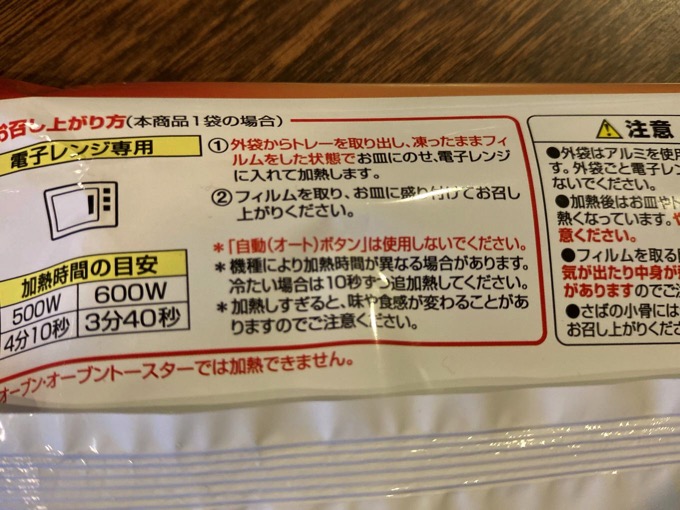 お召し上がり方(本商品1袋の場合)
電子レンジ専用
①外袋からトレーを取り出し、凍ったままフィ
ルムをした状態でお皿にのせ、電子レンジ
に入れて加熱します。
②フィルムを取り、お皿に盛り付けてお召し
上がりください。
＊「自動(オート)ボタン」は使用しないでください。
＊機種により加熱時間が異なる場合があります。
冷たい場合は10秒ずつ追加熱してください。
＊加熱しすぎると、味や食感が変わることがあ
りますのでご注意ください。
加熱時間の目安
500W 600W
4分10秒 3分40秒
オーブン・オーブントースターでは加熱できません。
⚠注意
●外袋はアルミを使用
す。外袋ごと電子レン
ないでください。
●加熱後はお皿やト
熱くなっています。
意ください。
●フィルムを取る
気が出たり中身が
がありますのでご
●さばの小骨には
お召し上がりくださ